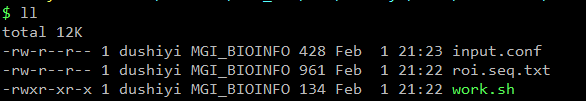 $ ll
total 12K
-rw-r--r-- 1 dushiyi MGI_BIOINFO 428 Feb  1 21:23 input.conf
-rw-r--r-- 1 dushiyi MGI_BIOINFO 961 Feb  1 21:22 roi.seq.txt
-rwxr-xr-x 1 dushiyi MGI_BIOINFO 134 Feb  1 21:22 work.sh